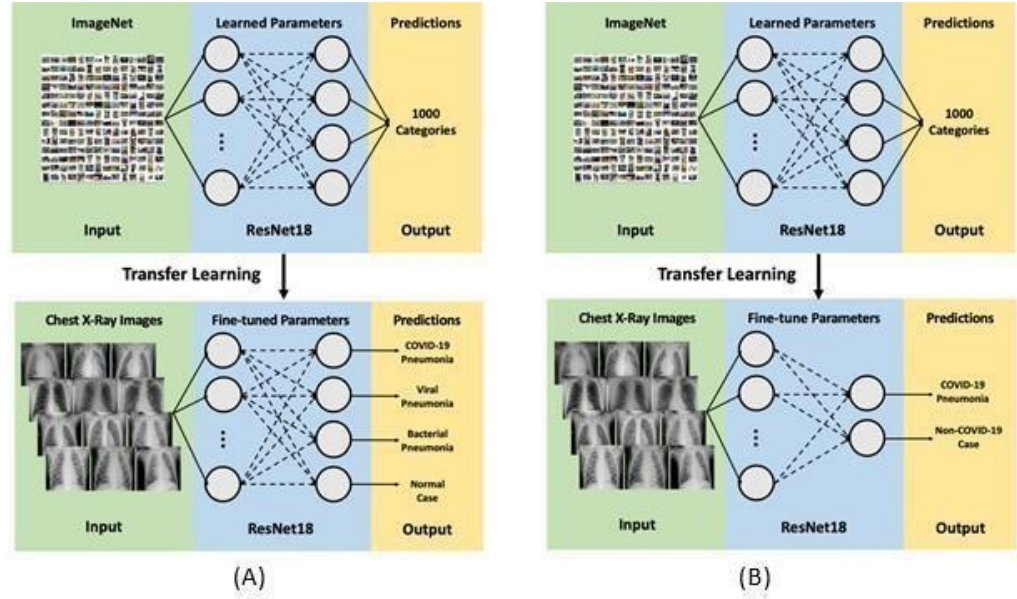 ImageNet
Learned Parameters
Predictions
1000
Categories
Input
ResNet18
Output
Transfer Learning
Chest X-Ray Images
Fine-tuned Parameters
Predictions
COVID-19
Pneumonia
Viral
Pneumonia
Bacterial
Pneumonia
Normal
Case
Input
ResNet18
Output
(A)
ImageNet
Learned Parameters
Predictions
1000
Categories
Input
ResNet18
Output
Transfer Learning
Chest X-Ray Images
Fine-tune Parameters
Predictions
COVID-19
Pneumonia
Non-COVID-19
Case
Input
ResNet18
Output
(B)